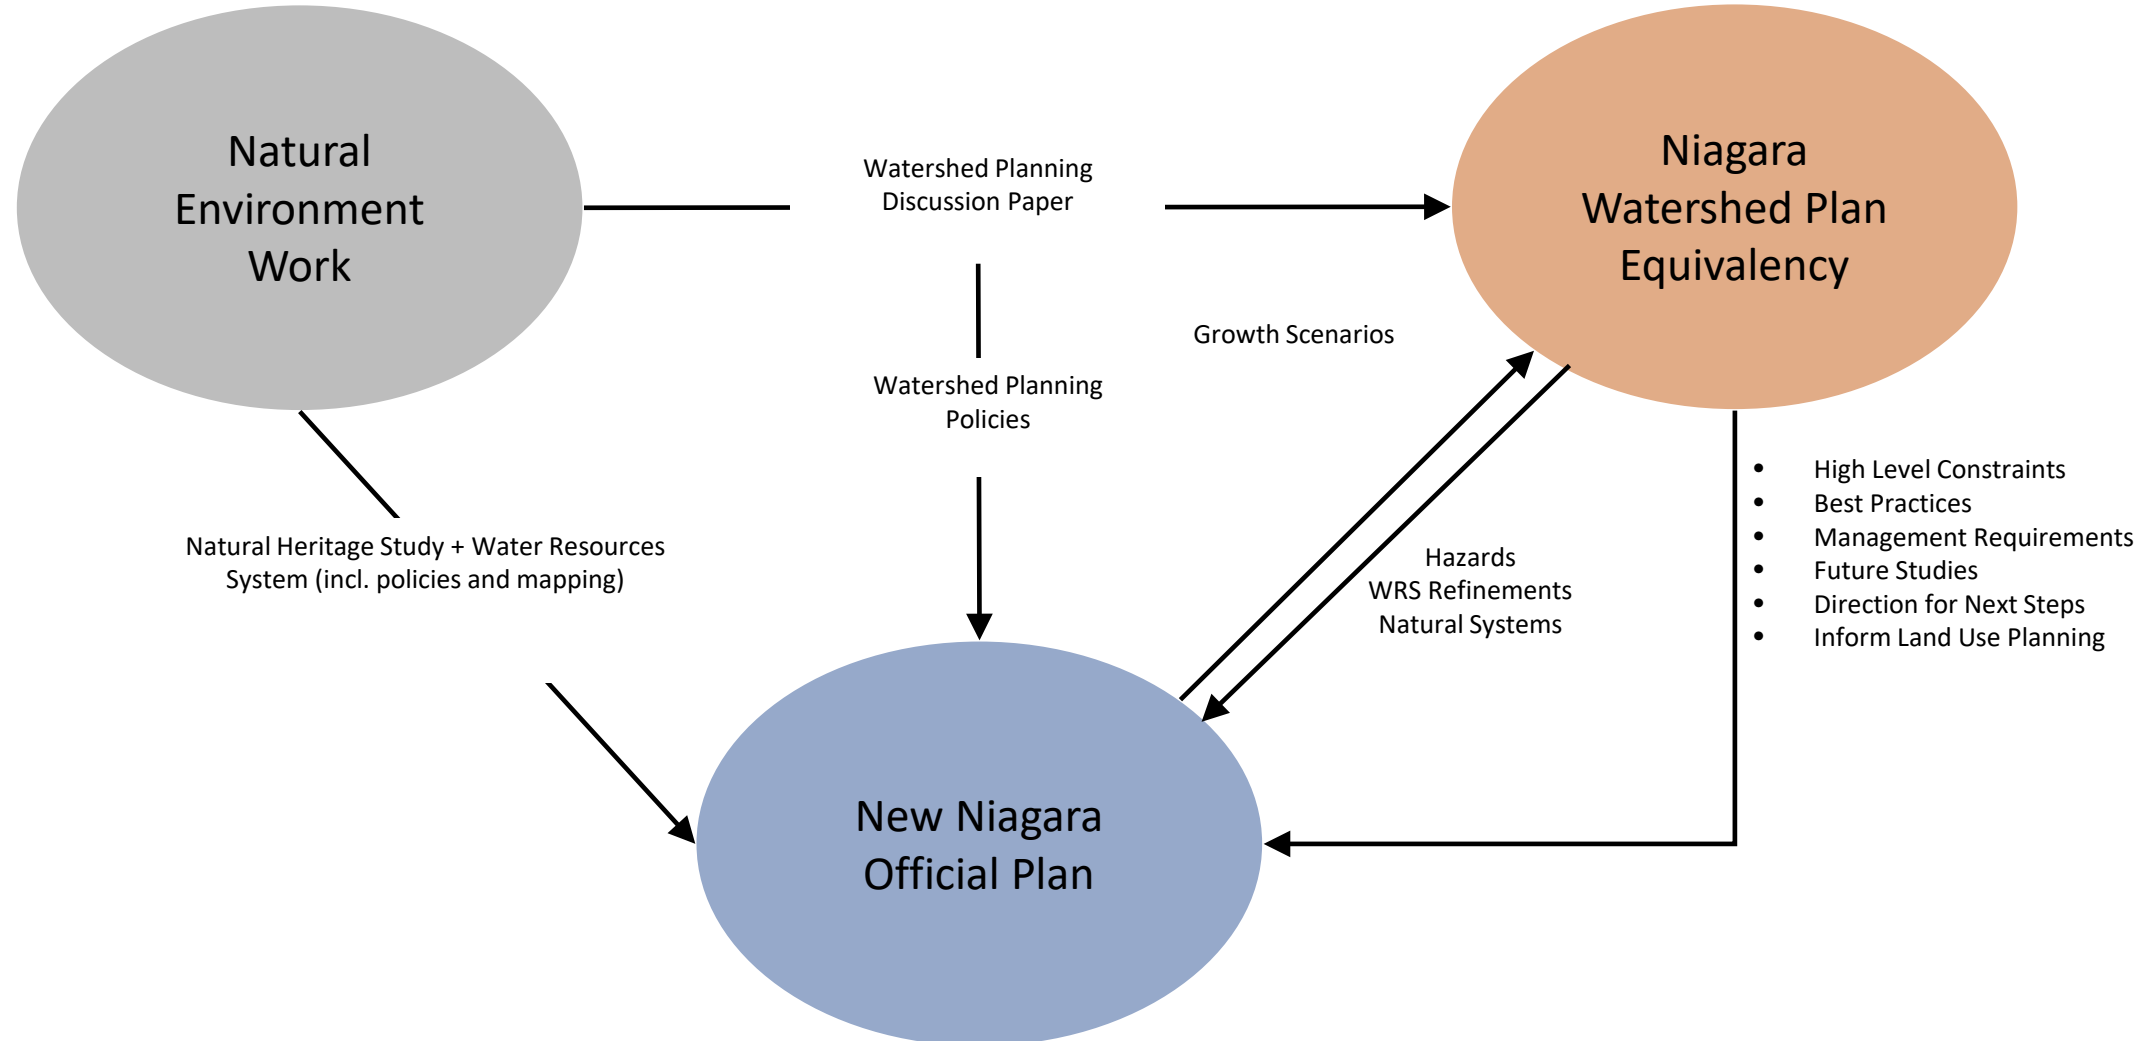 Natural
Environment
Work
Watershed Planning
Discussion Paper
Niagara
Watershed Plan
Equivalency
Growth Scenarios
Watershed Planning
Policies
Natural Heritage Study + Water Resources
System (incl. policies and mapping)
Hazards
WRS Refinements
Natural Systems
• High Level Constraints
• Best Practices
• Management Requirements
• Future Studies
• Direction for Next Steps
• Inform Land Use Planning
New Niagara
Official Plan